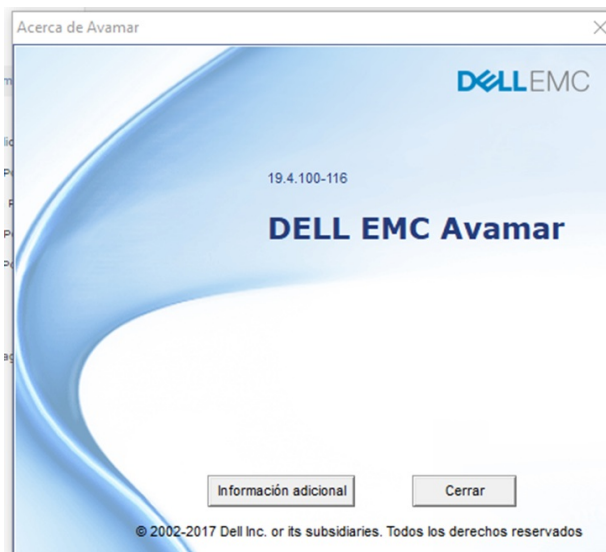 Acerca de Avamar
DELLEMC
19.4.100-116
DELL EMC Avamar
Información adicional
Cerrar
© 2002-2017 Dell Inc. or its subsidiaries. Todos los derechos reservados